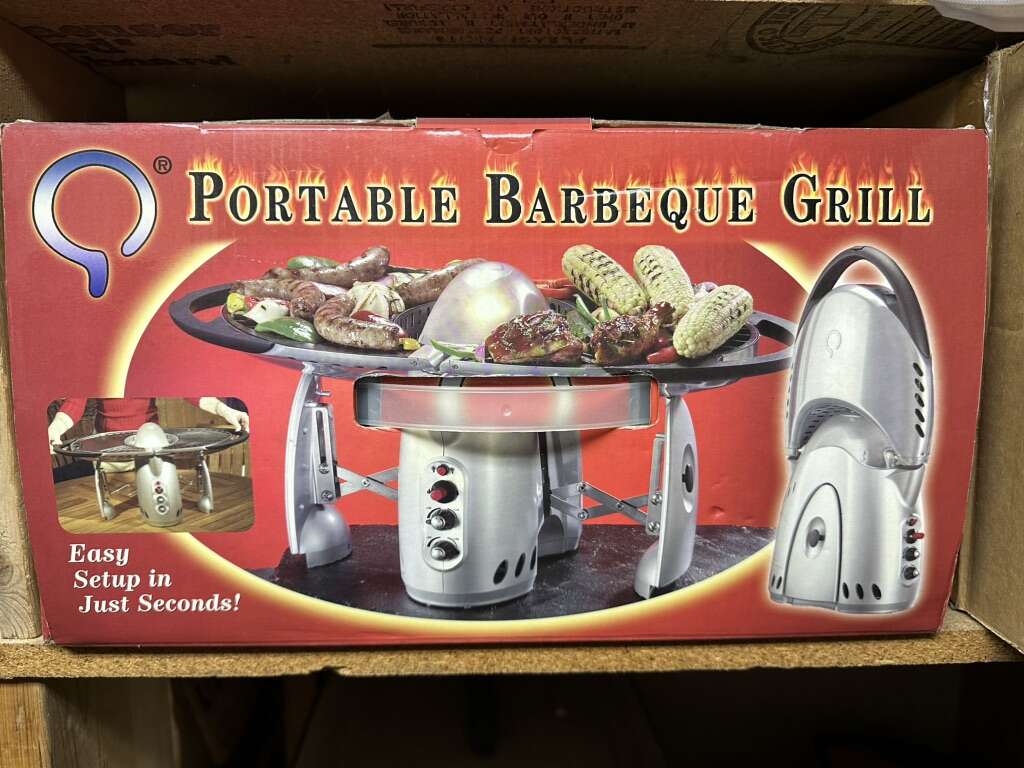 ® PORTABLE BARBEQUE GRILL
Easy
Setup in
Just Seconds!